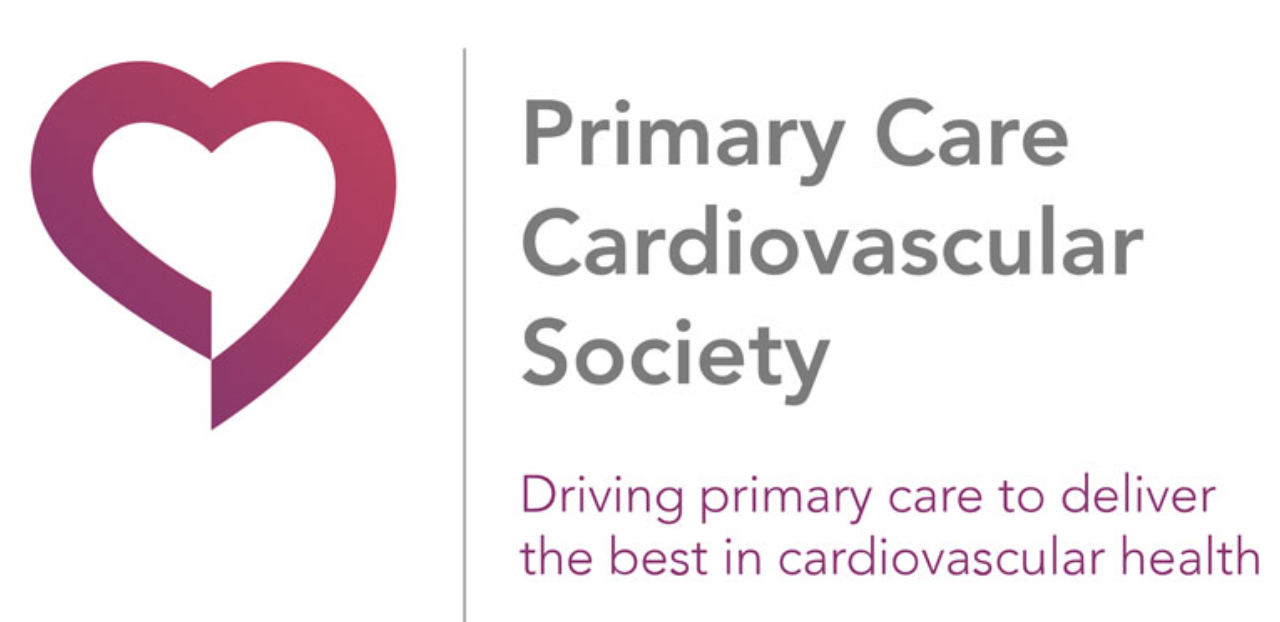 Primary Care
Cardiovascular
Society
Driving primary care to deliver
the best in cardiovascular health